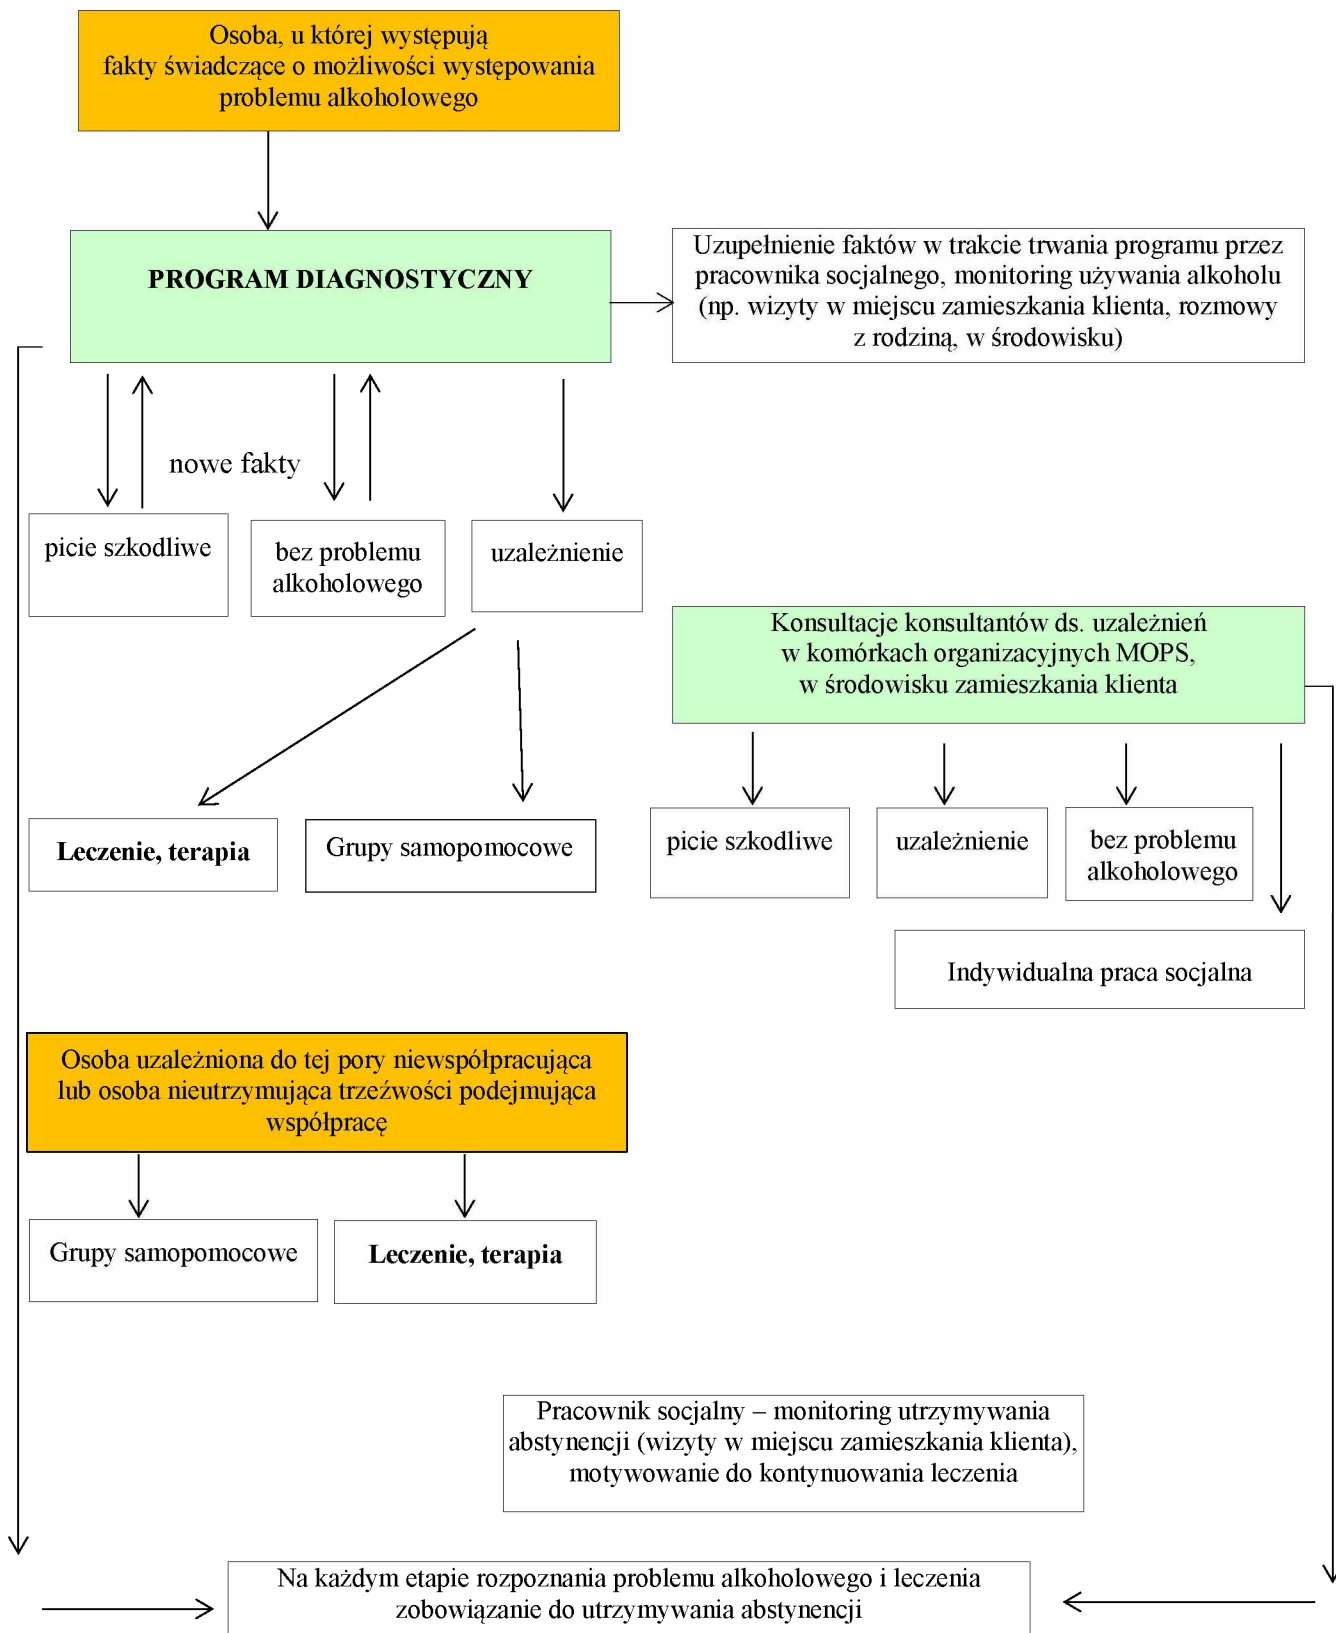 Osoba, u której występują
fakty świadczące o możliwości występowania
problemu alkoholowego
PROGRAM DIAGNOSTYCZNY
Uzupełnienie faktów w trakcie trwania programu przez
pracownika socjalnego, monitoring używania alkoholu
(np. wizyty w miejscu zamieszkania klienta, rozmowy
z rodziną, w środowisku)
nowe fakty
picie szkodliwe
bez problemu
alkoholowego
uzależnienie
Konsultacje konsultantów ds. uzależnień
w komórkach organizacyjnych MOPS,
w środowisku zamieszkania klienta
Leczenie, terapia
Grupy samopomocowe
picie szkodliwe
uzależnienie
bez problemu
alkoholowego
Indywidualna praca socjalna
Osoba uzależniona do tej pory niewspółpracująca
lub osoba nieutrzymująca trzeźwości podejmująca
współpracę
Grupy samopomocowe
Leczenie, terapia
Pracownik socjalny – monitoring utrzymywania
abstynencji (wizyty w miejscu zamieszkania klienta),
motywowanie do kontynuowania leczenia
Na każdym etapie rozpoznania problemu alkoholowego i leczenia
zobowiązanie do utrzymywania abstynencji